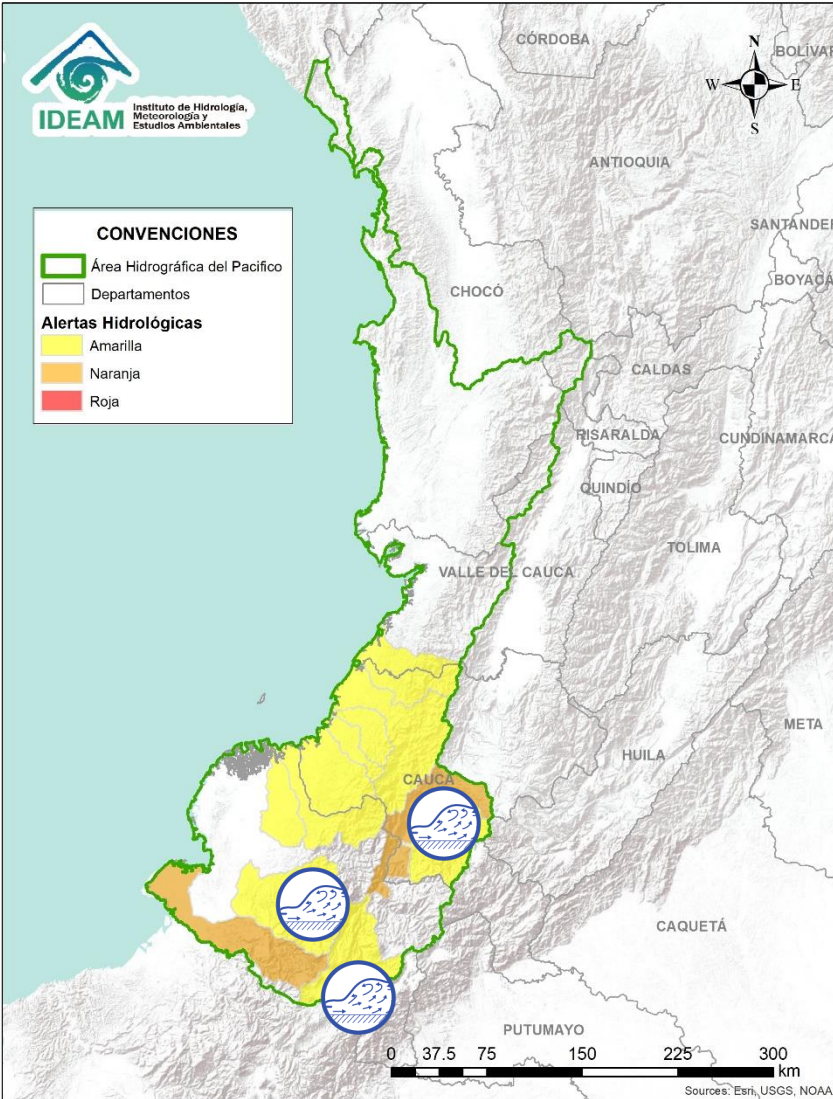 IDEAM
Instituto de Hidrología,
Meteorología y
Estudios Ambientales
CÓRDOBA
BOLÍVAR
N
W
E
S
ANTIOQUIA
SANTANDER
BOYACÁ
CONVENCIONES
Área Hidrográfica del Pacifico
Departamentos
Alertas Hidrológicas
Amarilla
Naranja
Roja
CHOCÓ
CALDAS
RISARALDA
CUNDINAMARCA
QUINDÍO
TOLIMA
VALLE DEL CAUCA
META
HUILA
CAUCA
CAQUETÁ
PUTUMAYO
0 37.5 75 150 225 300
km
Sources: Esri, USGS, NOAA